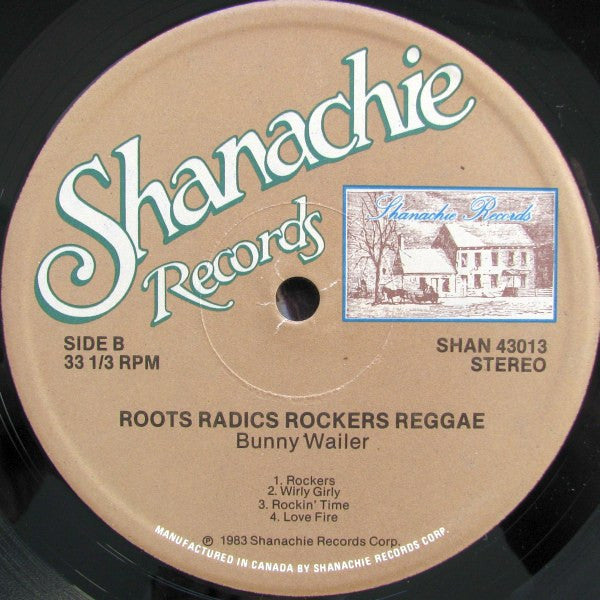 Shanachie
Records
Shanachie Records
SIDE B
33 1/3 RPM
SHAN 43013
STEREO
ROOTS RADICS ROCKERS REGGAE
Bunny Wailer
1. Rockers
2. Wirly Girly
3. Rockin' Time
4. Love Fire
℗ 1983 Shanachie Records Corp.
MANUFACTURED IN CANADA BY SHANACHIE RECORDS CORP.